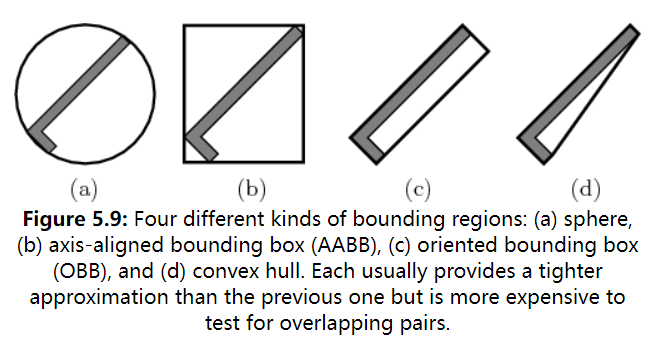 (a) (b) (c) (d)
Figure 5.9: Four different kinds of bounding regions: (a) sphere,
(b) axis-aligned bounding box (AABB), (c) oriented bounding box
(OBB), and (d) convex hull. Each usually provides a tighter
approximation than the previous one but is more expensive to
test for overlapping pairs.